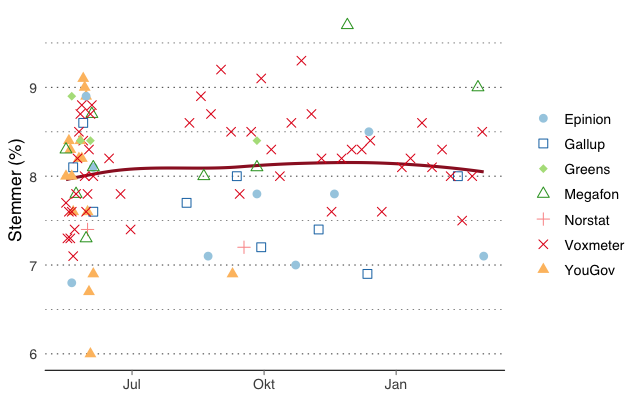 Stemmer (%)
9
8
7
6
Jul
Okt
Jan
Epinion
Gallup
Greens
Megafon
Norstat
Voxmeter
YouGov